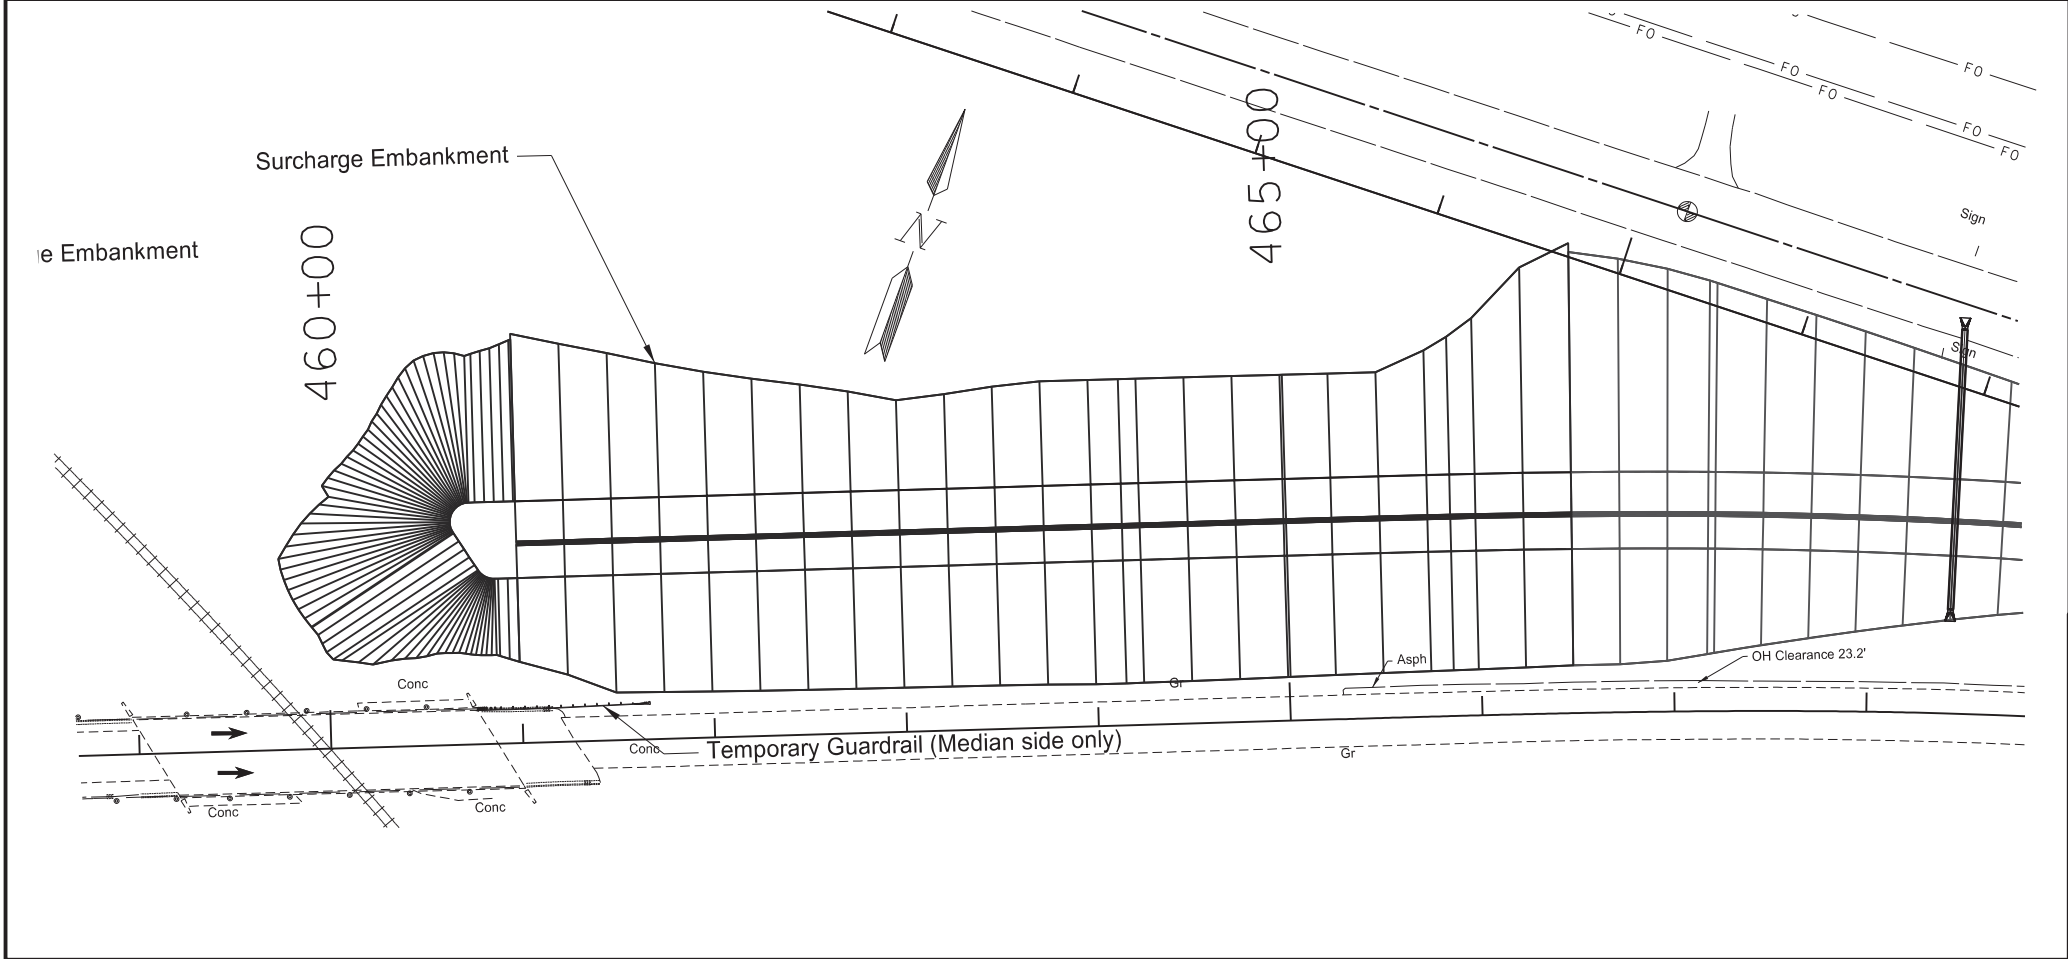 FO
FO
FO
FO
FO
FO
465+00
Surcharge Embankment
N
Sign
460+00
e Embankment
Sign
Asph
OH Clearance 23.2'
Conc
Gr
Conc
Temporary Guardrail (Median side only)
Gr
Conc
Conc